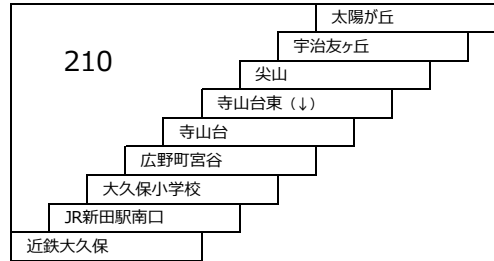 太陽が丘
宇治友ヶ丘
210
尖山
寺山台東（↓）
寺山台
広野町宮谷
大久保小学校
JR新田駅南口
近鉄大久保